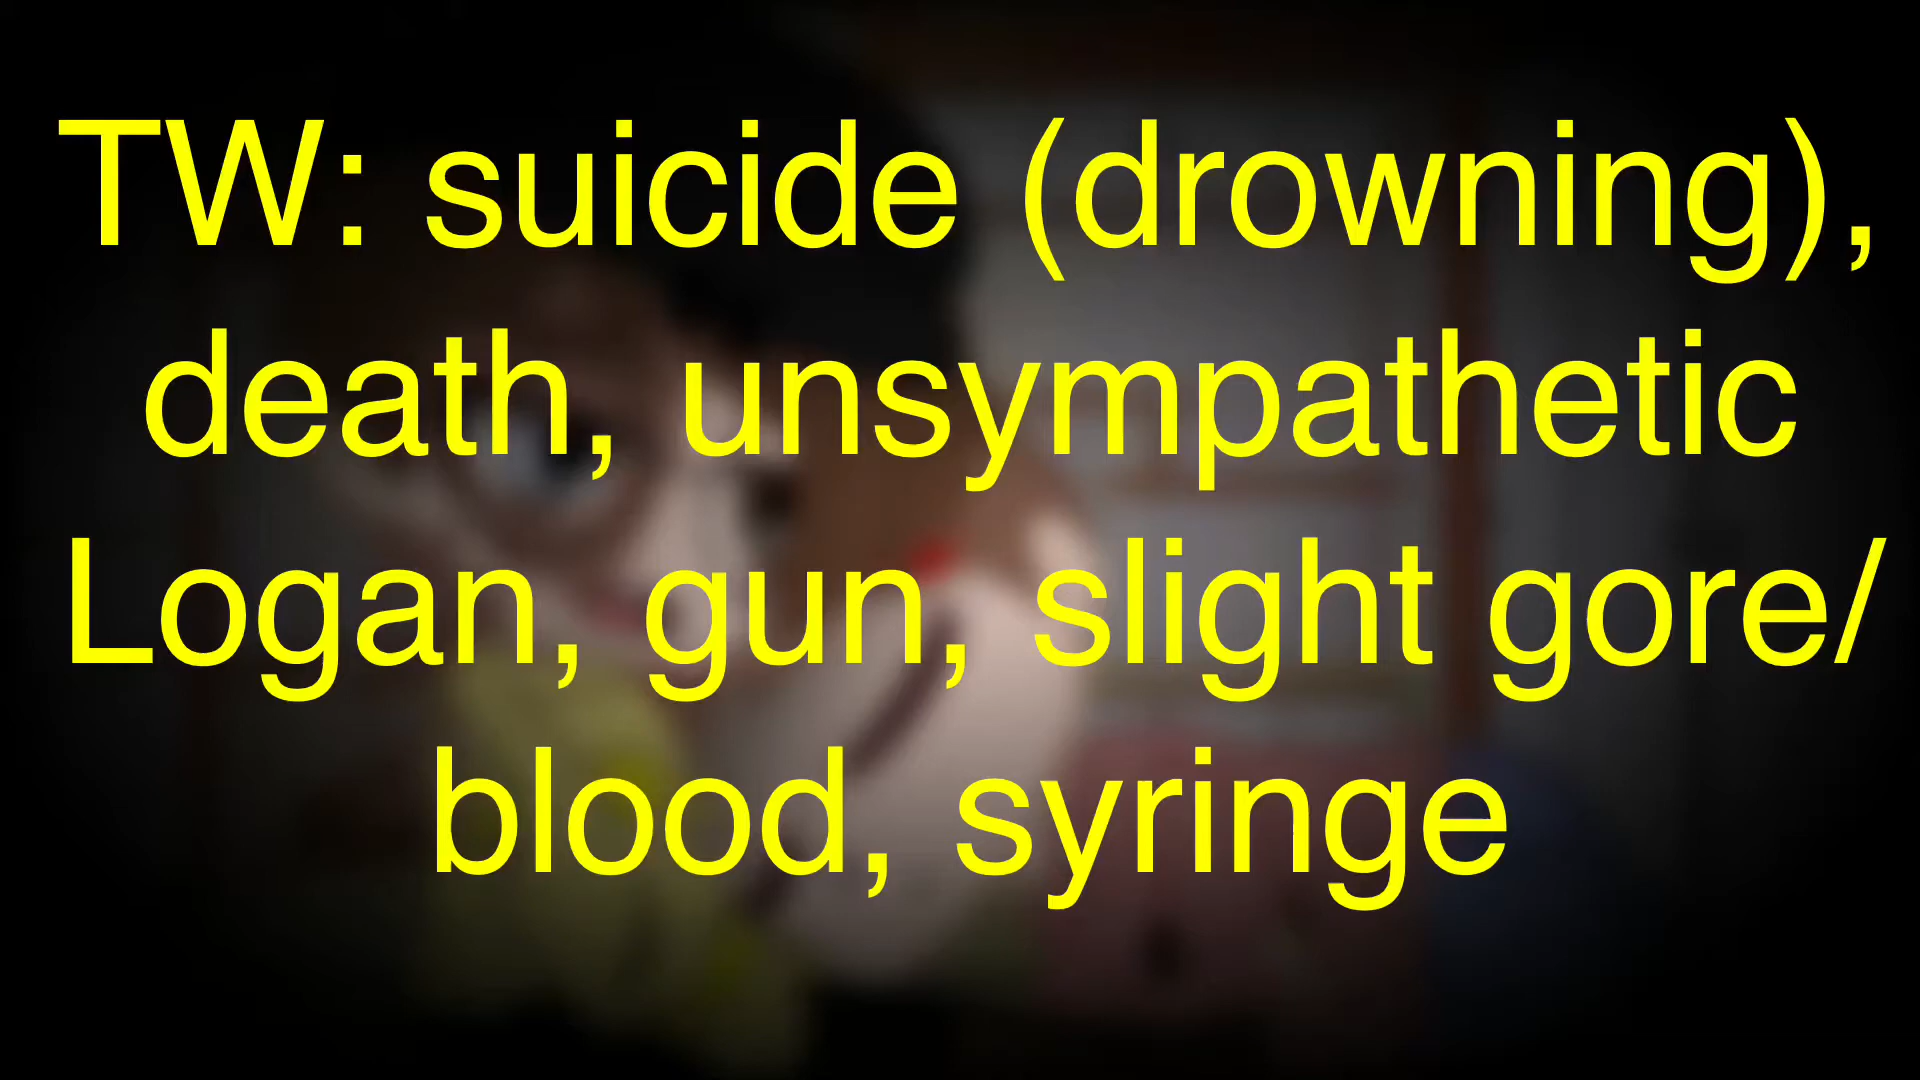 TW: suicide (drowning),
death, unsympathetic
Logan, gun, slight gore/
blood, syringe